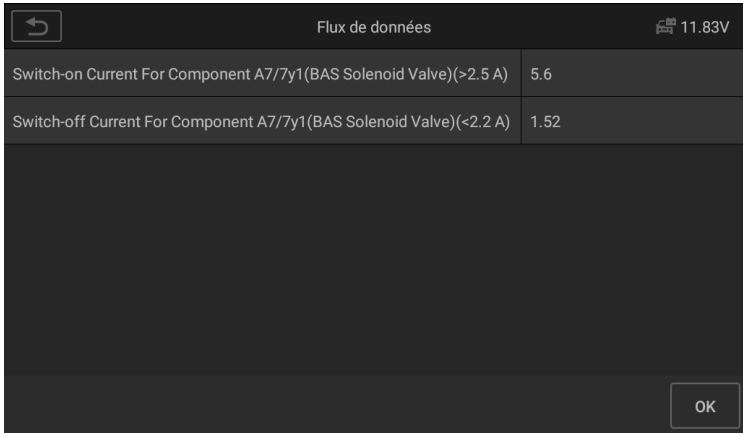 Flux de données
11.83V
Switch-on Current For Component A7/7y1(BAS Solenoid Valve)(>2.5 A) 5.6
Switch-off Current For Component A7/7y1(BAS Solenoid Valve)(<2.2 A) 1.52
OK